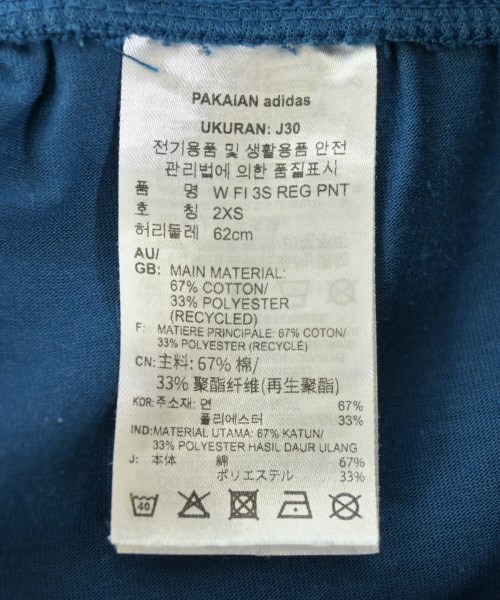 PAKAIAN adidas
UKURAN: J30
전기용품 및 생활용품 안전
관리법에 의한 품질표시
품 명 W FI 3S REG PNT
호 칭 2XS
허리둘레 62cm
AU/
GB: MAIN MATERIAL:
67% COTTON/
33% POLYESTER
(RECYCLED)
F: MATIERE PRINCIPALE: 67% COTON/
33% POLYESTER (RECYCLÉ)
CN: 主料: 67% 棉/
33% 聚酯纤维(再生聚酯)
KOR: 주소재: 면 67%
폴리에스터 33%
IND: MATERIAL UTAMA: 67% KATUN/
33% POLYESTER HASIL DAUR ULANG
J: 本体 綿 67%
ポリエステル 33%
40